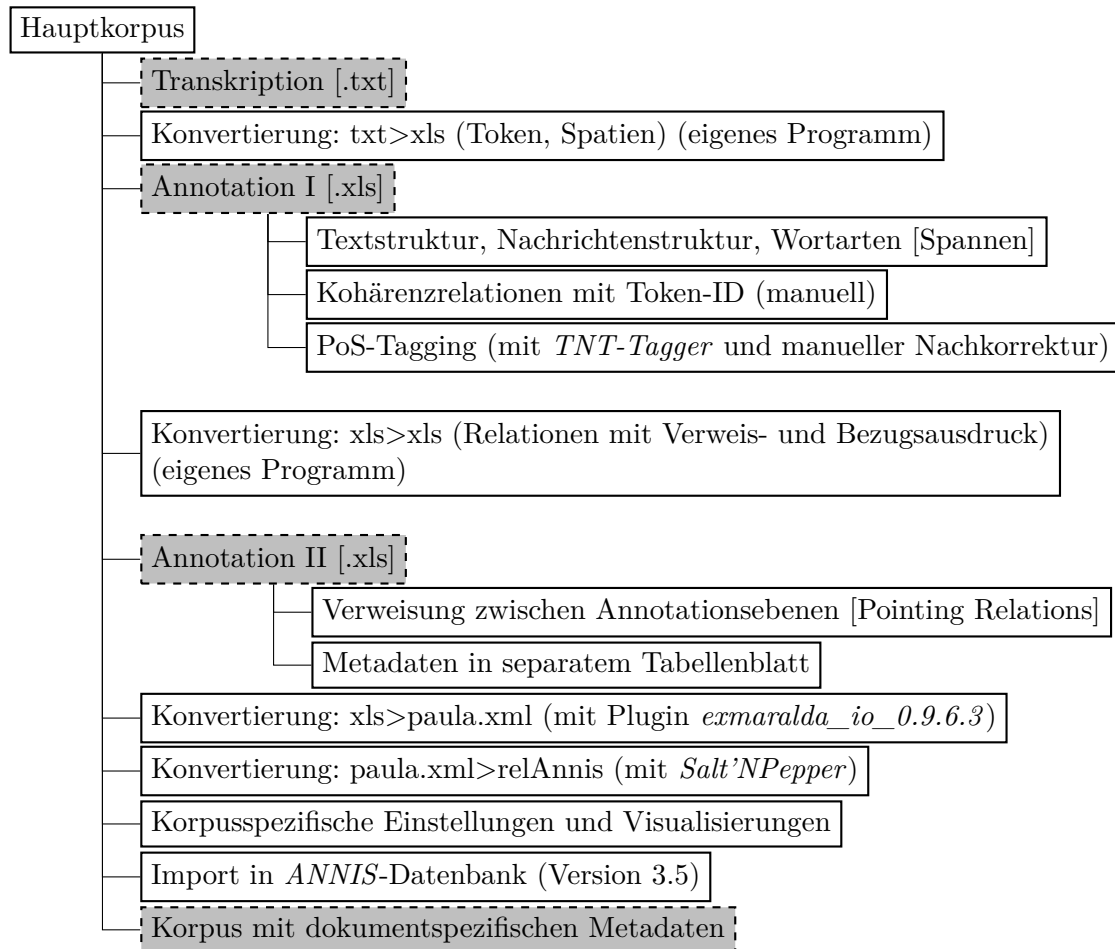 Hauptkorpus
Transkription [.txt]
Konvertierung: txt>xls (Token, Spatien) (eigenes Programm)
Annotation I [.xls]
Textstruktur, Nachrichtenstruktur, Wortarten [Spannen]
Kohärenzrelationen mit Token-ID (manuell)
PoS-Tagging (mit TNT-Tagger und manueller Nachkorrektur)
Konvertierung: xls>xls (Relationen mit Verweis- und Bezugsausdruck)
(eigenes Programm)
Annotation II [.xls]
Verweisung zwischen Annotationsebenen [Pointing Relations]
Metadaten in separatem Tabellenblatt
Konvertierung: xls>paula.xml (mit Plugin exmaralda_io_0.9.6.3)
Konvertierung: paula.xml>relAnnis (mit Salt’NPepper)
Korpusspezifische Einstellungen und Visualisierungen
Import in ANNIS-Datenbank (Version 3.5)
Korpus mit dokumentspezifischen Metadaten